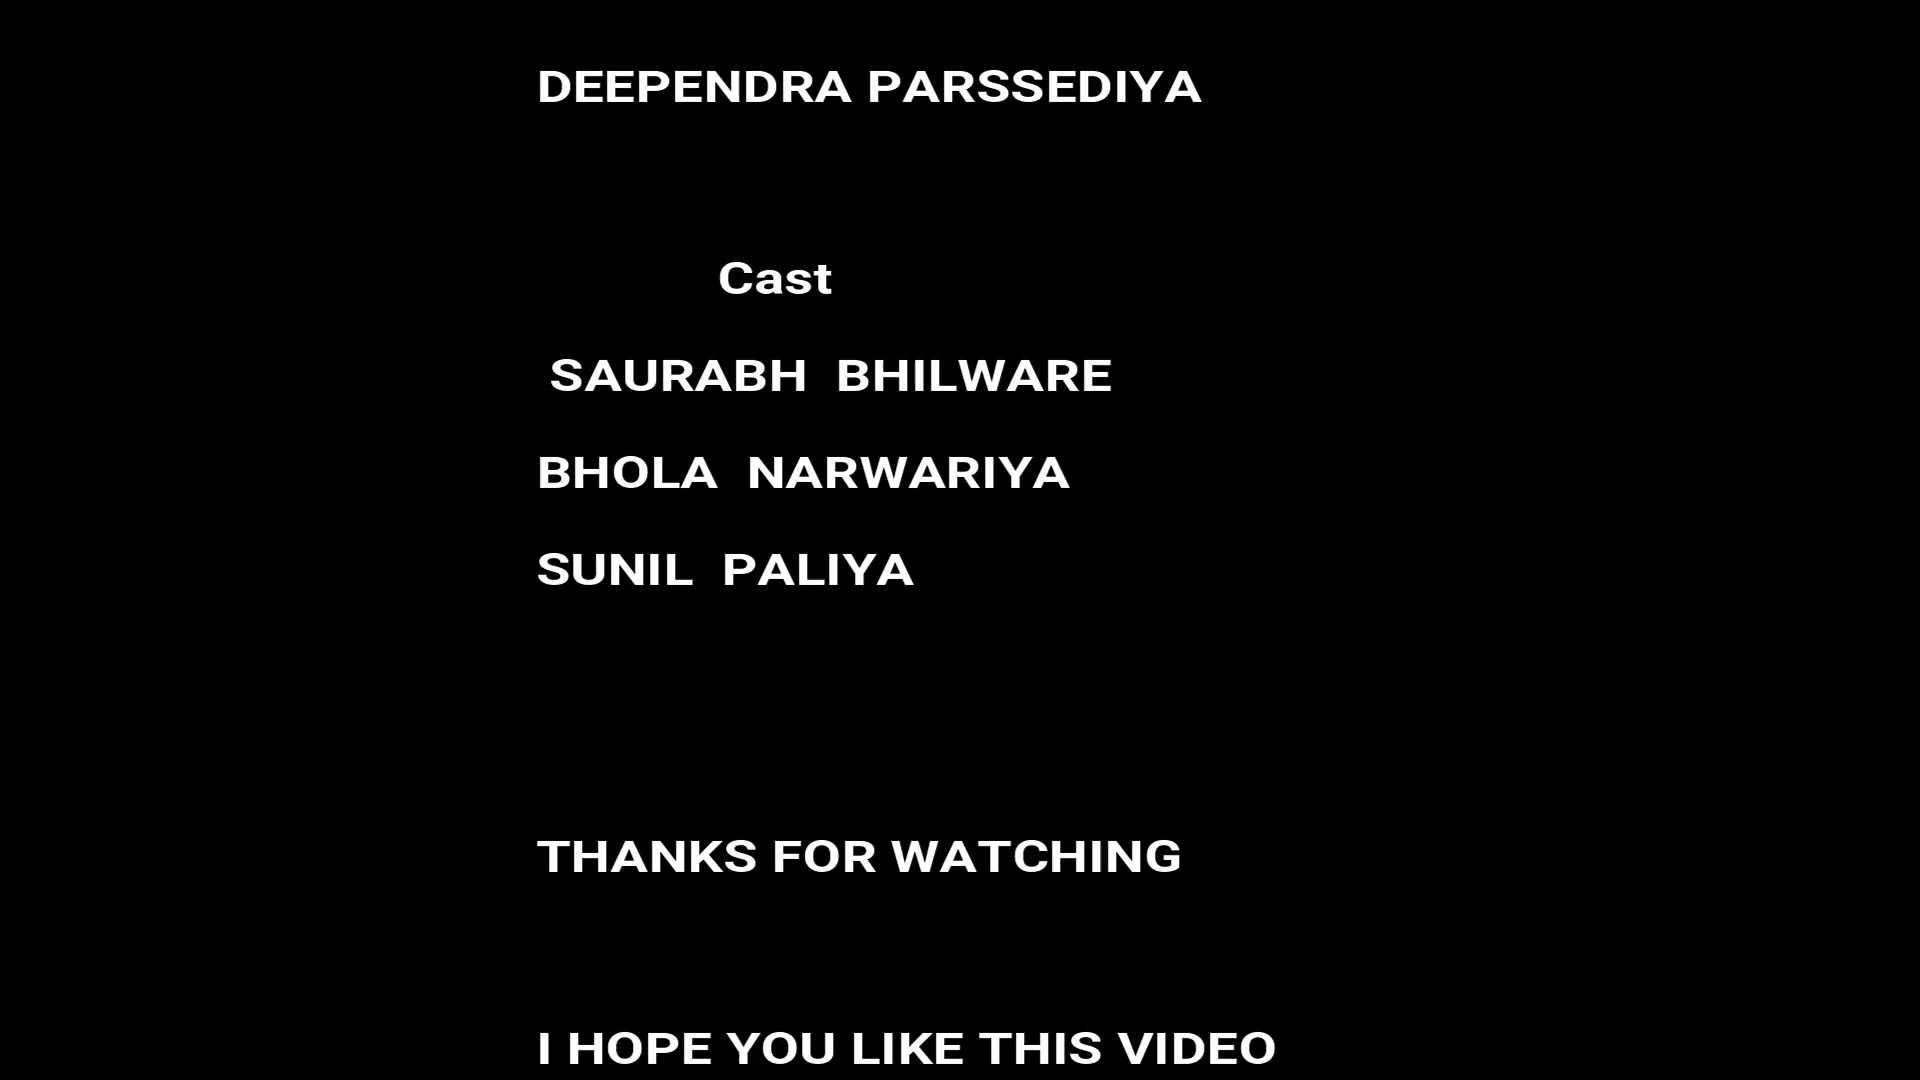 DEEPENDRA PARSSEDIYA
Cast
SAURABH BHILWARE
BHOLA NARWARIYA
SUNIL PALIYA
THANKS FOR WATCHING
I HOPE YOU LIKE THIS VIDEO